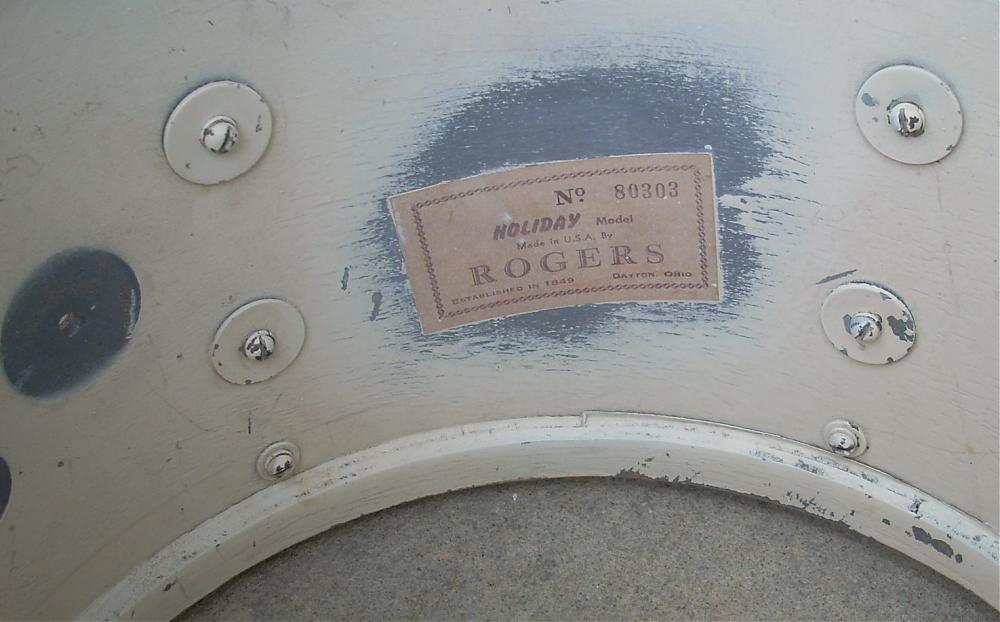 Nº 80303
HOLIDAY Model
Made in U.S.A. By
ROGERS
ESTABLISHED IN 1849 DAYTON, OHIO